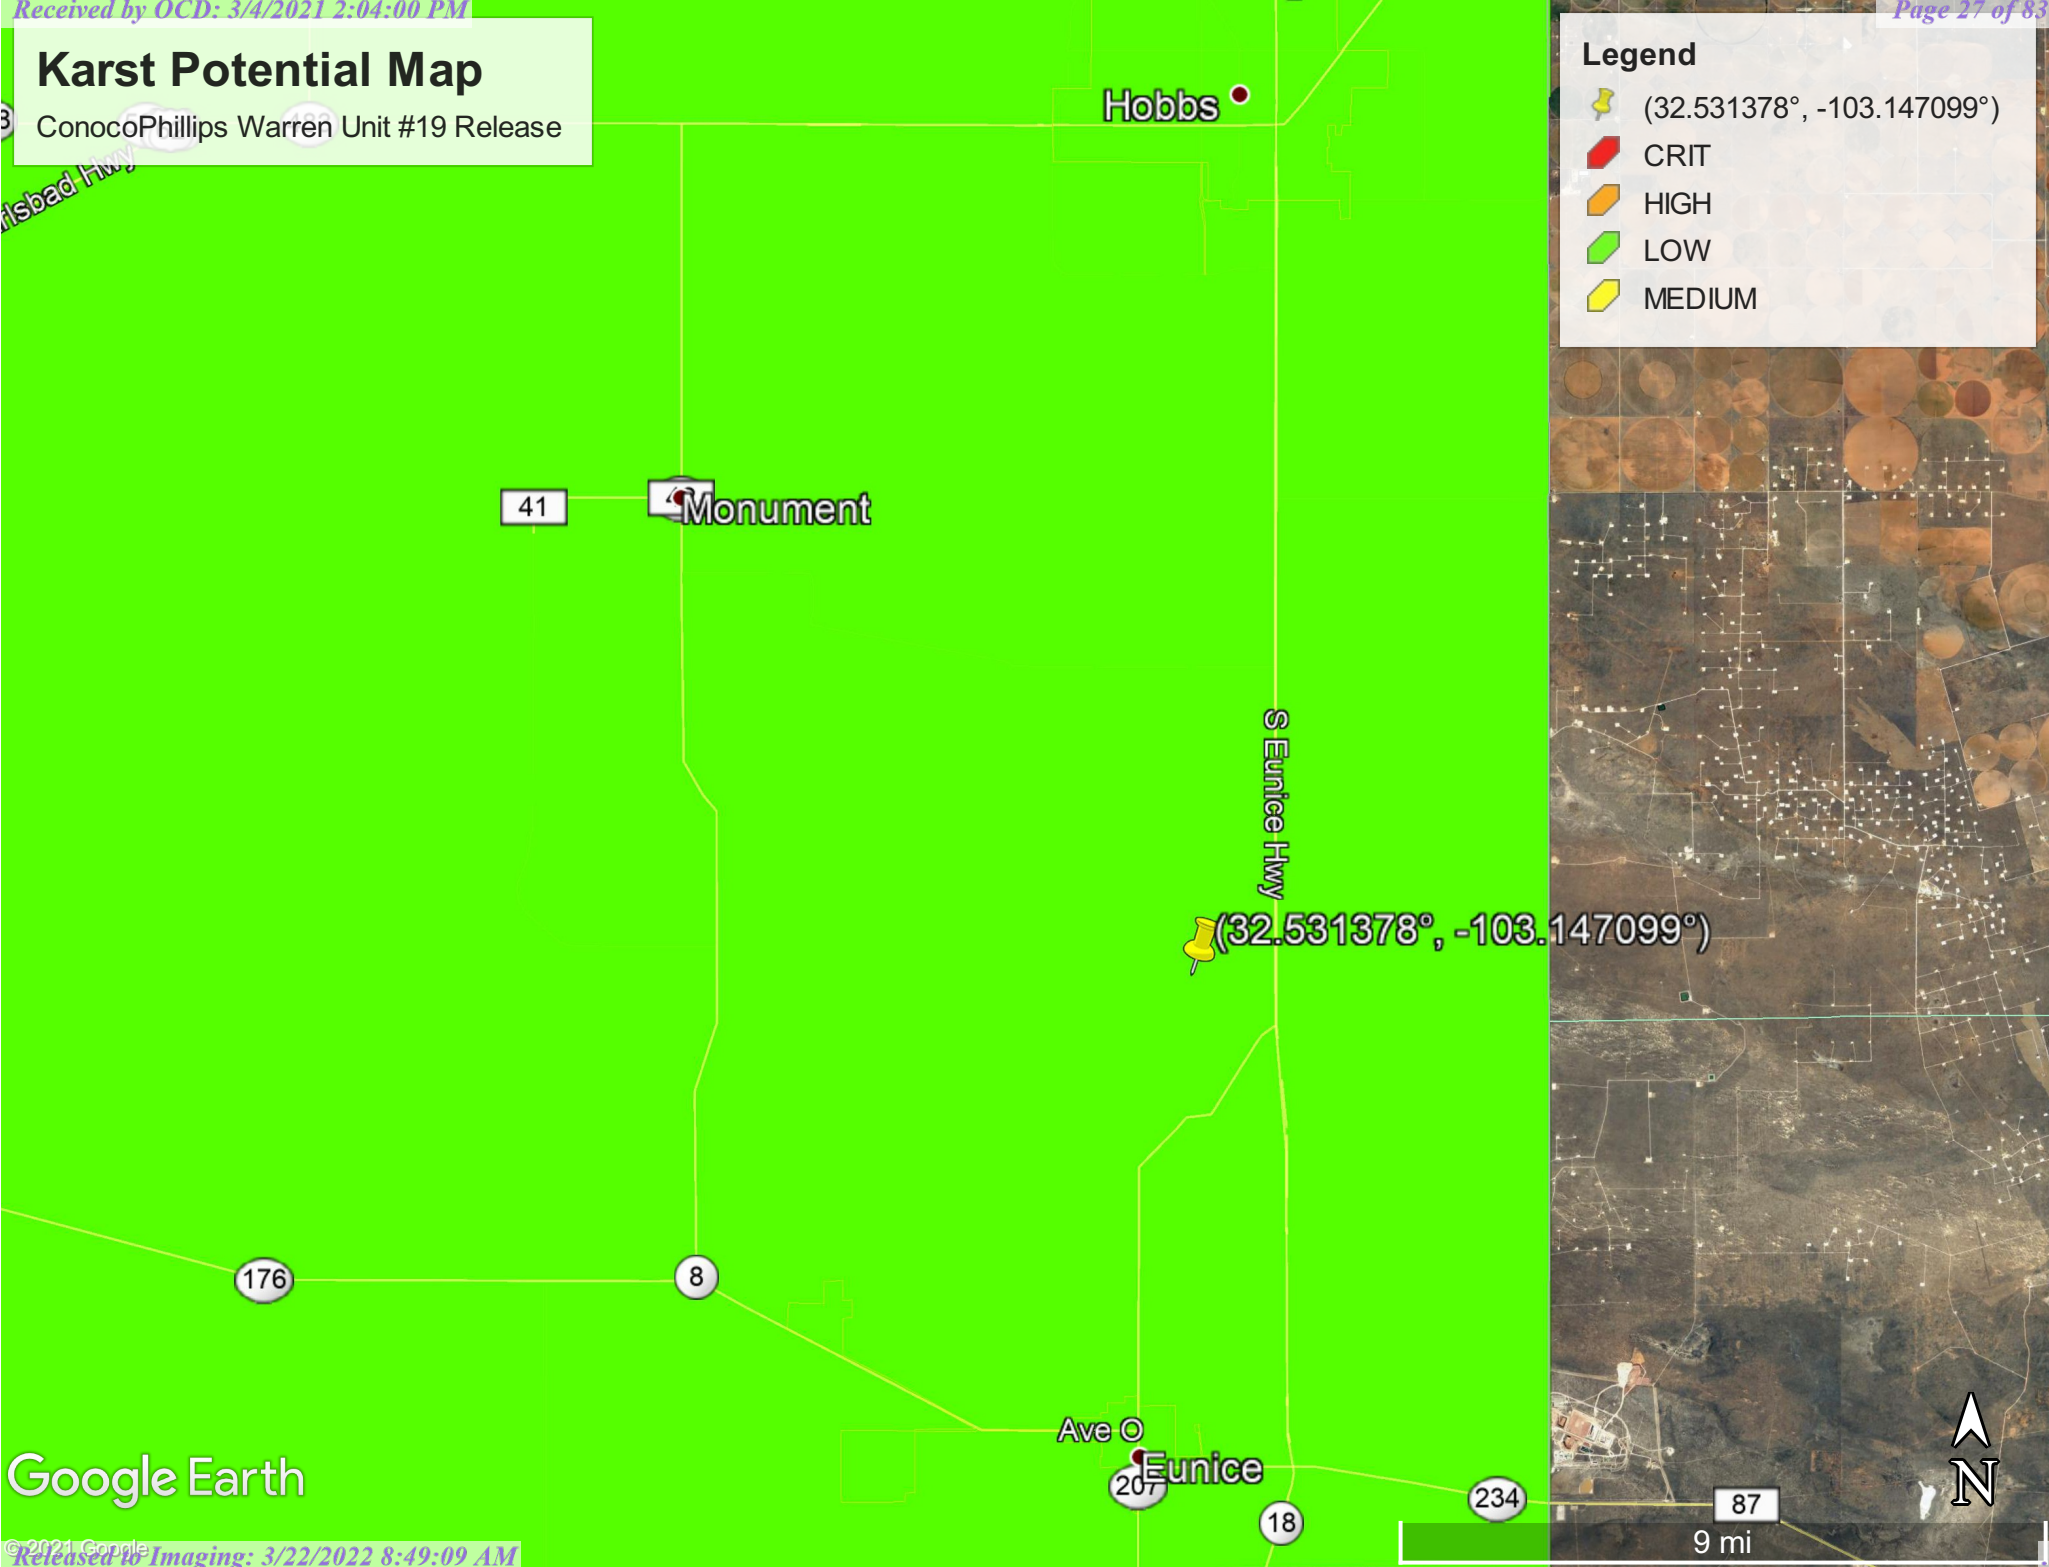 Received by OCD: 3/4/2021 2:04:00 PM
Page 27 of 83
Karst Potential Map
ConocoPhillips Warren Unit #19 Release
Legend
(32.531378°, -103.147099°)
CRIT
HIGH
LOW
MEDIUM
Hobbs
rlsbad Hwy
483
41
Monument
S Eunice Hwy
(32.531378°, -103.147099°)
176
8
Ave O
Eunice
207
234
87
18
N
9 mi
Google Earth
© 2021 Google
Released to Imaging: 3/22/2022 8:49:09 AM